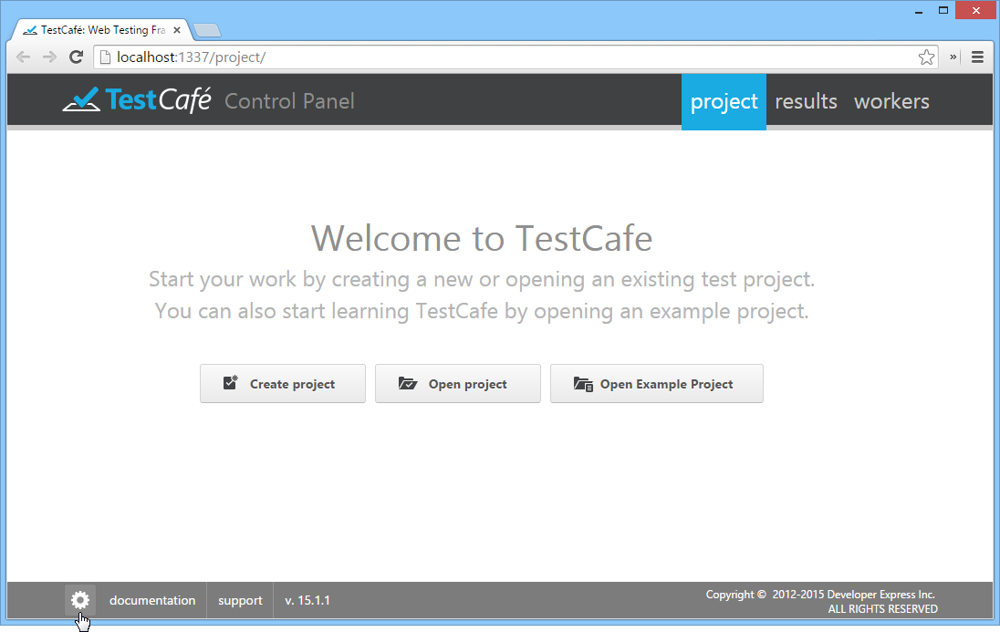 TestCafé: Web Testing Fra
localhost:1337/project/
»
TestCafé Control Panel
project results workers
Welcome to TestCafe
Start your work by creating a new or opening an existing test project.
You can also start learning TestCafe by opening an example project.
Create project Open project Open Example Project
documentation support v. 15.1.1
Copyright © 2012-2015 Developer Express Inc.
ALL RIGHTS RESERVED